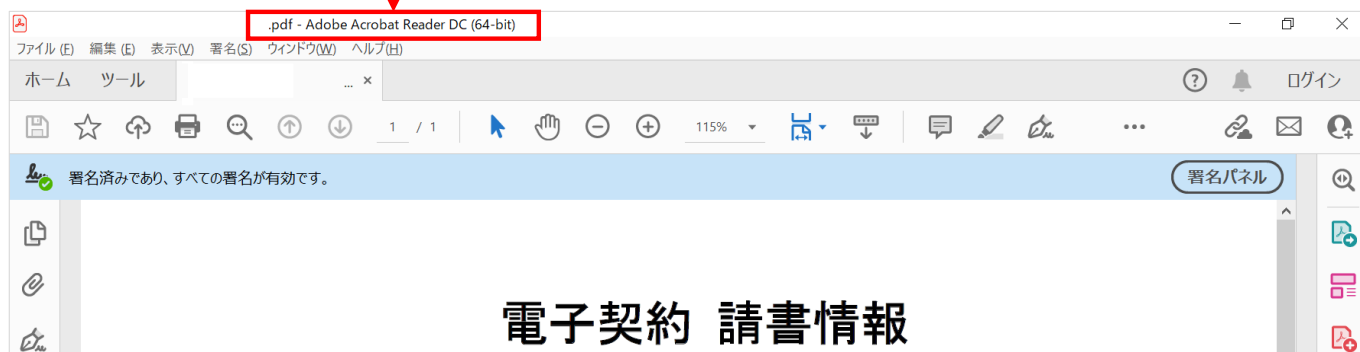 .pdf - Adobe Acrobat Reader DC (64-bit)
ファイル(F) 編集(E) 表示(V) 署名(S) ウィンドウ(W) ヘルプ(H)
ホーム ツール ... × ログイン
1 / 1 115%
署名済みであり、すべての署名が有効です。 署名パネル
電子契約 請書情報